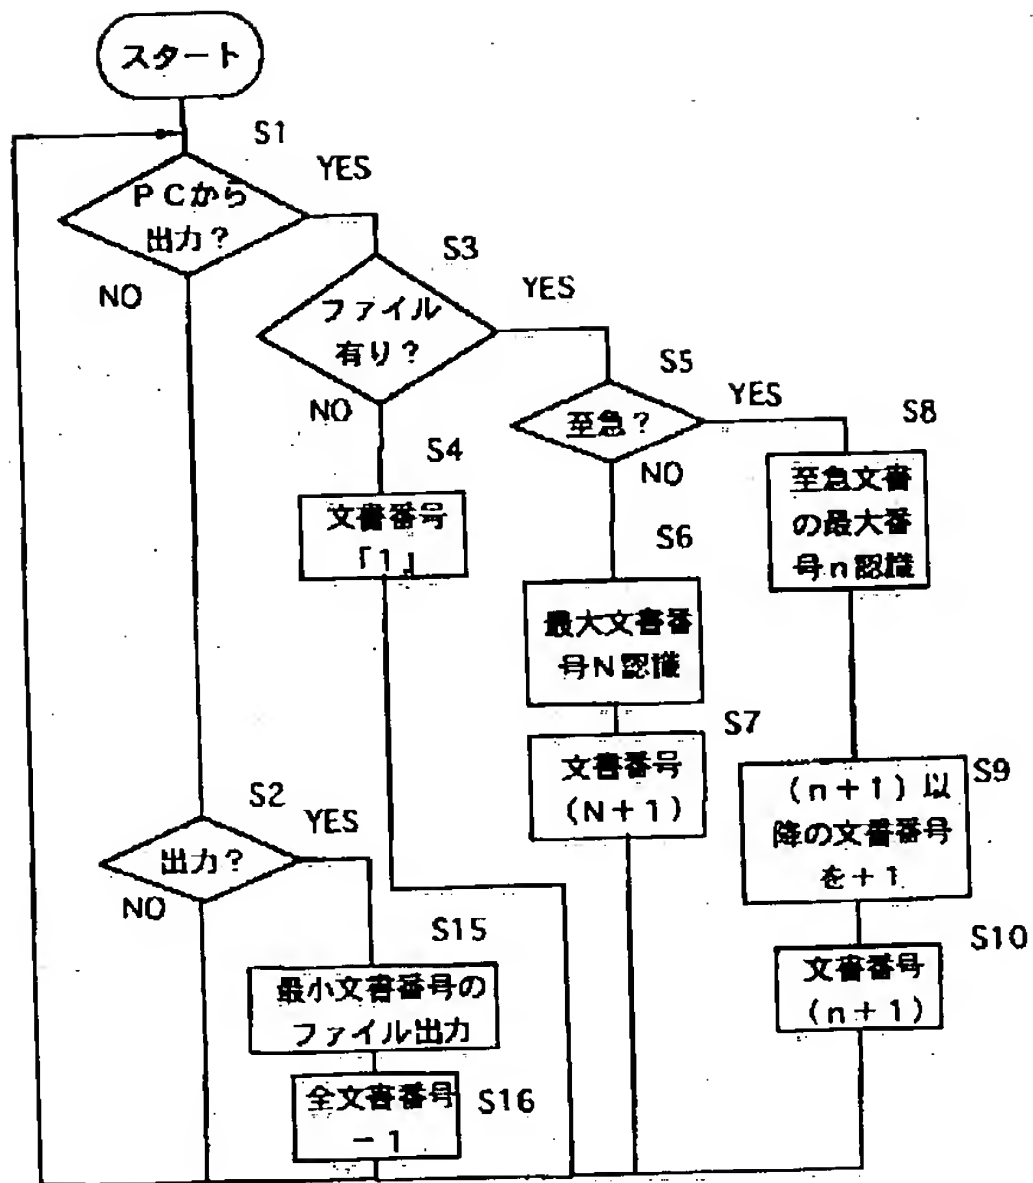 スタート
S1
YES
PCから
出力?
NO
S3
YES
ファイル
有り?
NO
S5
YES
至急?
NO
S4
文書番号
「1」
S8
至急文書
の最大番
号n認識
S6
最大文書番
号N認識
S7
文書番号
(N+1)
S9
(n+1)以
降の文書番号
を+1
S2
YES
出力?
NO
S10
文書番号
(n+1)
S15
最小文書番号の
ファイル出力
S16
全文書番号
-1